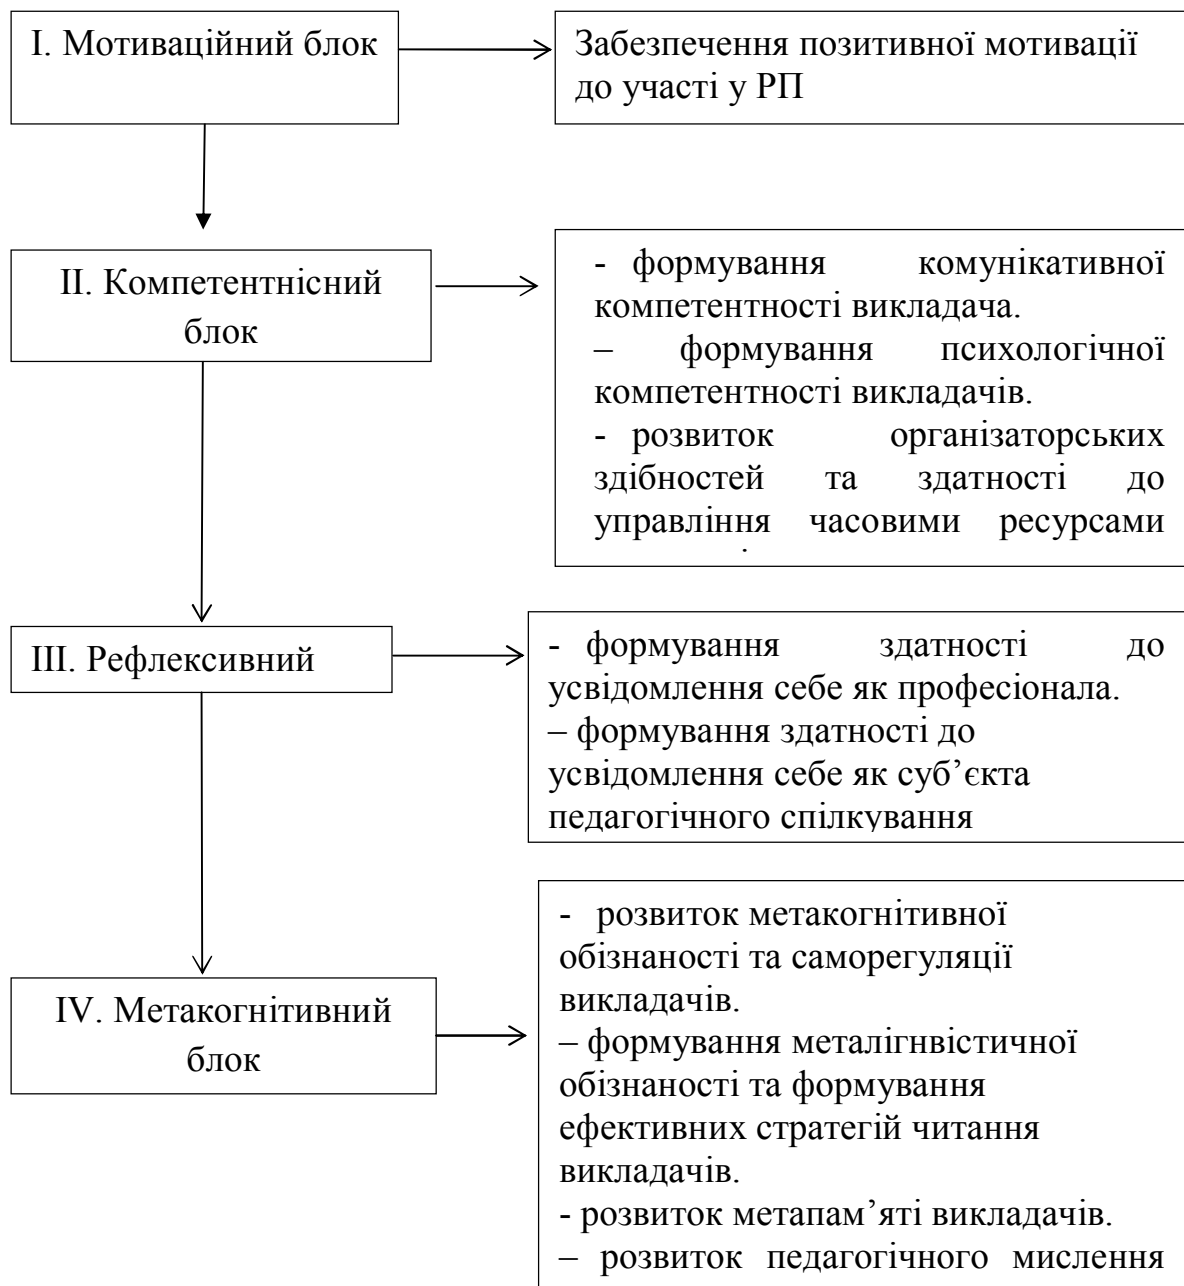 І. Мотиваційний блок
Забезпечення позитивної мотивації
до участі у РП
ІІ. Компетентнісний
блок
- формування комунікативної
компетентності викладача.
– формування психологічної
компетентності викладачів.
- розвиток організаторських
здібностей та здатності до
управління часовими ресурсами
ІІІ. Рефлексивний
- формування здатності до
усвідомлення себе як професіонала.
– формування здатності до
усвідомлення себе як суб’єкта
педагогічного спілкування
IV. Метакогнітивний
блок
- розвиток метакогнітивної
обізнаності та саморегуляції
викладачів.
– формування металігнвістичної
обізнаності та формування
ефективних стратегій читання
викладачів.
- розвиток метапам’яті викладачів.
– розвиток педагогічного мислення